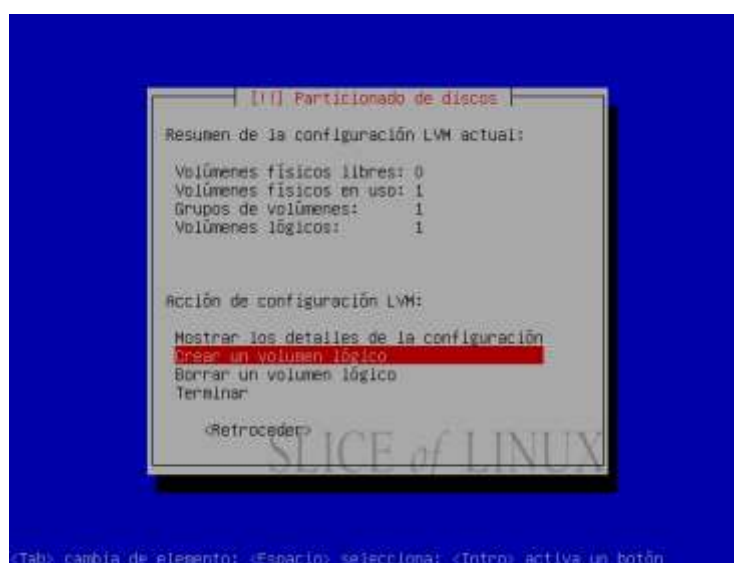 [!!] Particionado de discos
Resumen de la configuración LVM actual:
Volúmenes físicos libres: 0
Volúmenes físicos en uso: 1
Grupos de volúmenes: 1
Volúmenes lógicos: 1
Acción de configuración LVM:
Mostrar los detalles de la configuración
Crear un volumen lógico
Borrar un volumen lógico
Terminar
<Retroceder>
SLICE of LINUX
<Tab> cambia de elemento; <Espacio> selecciona; <Intro> activa un botón